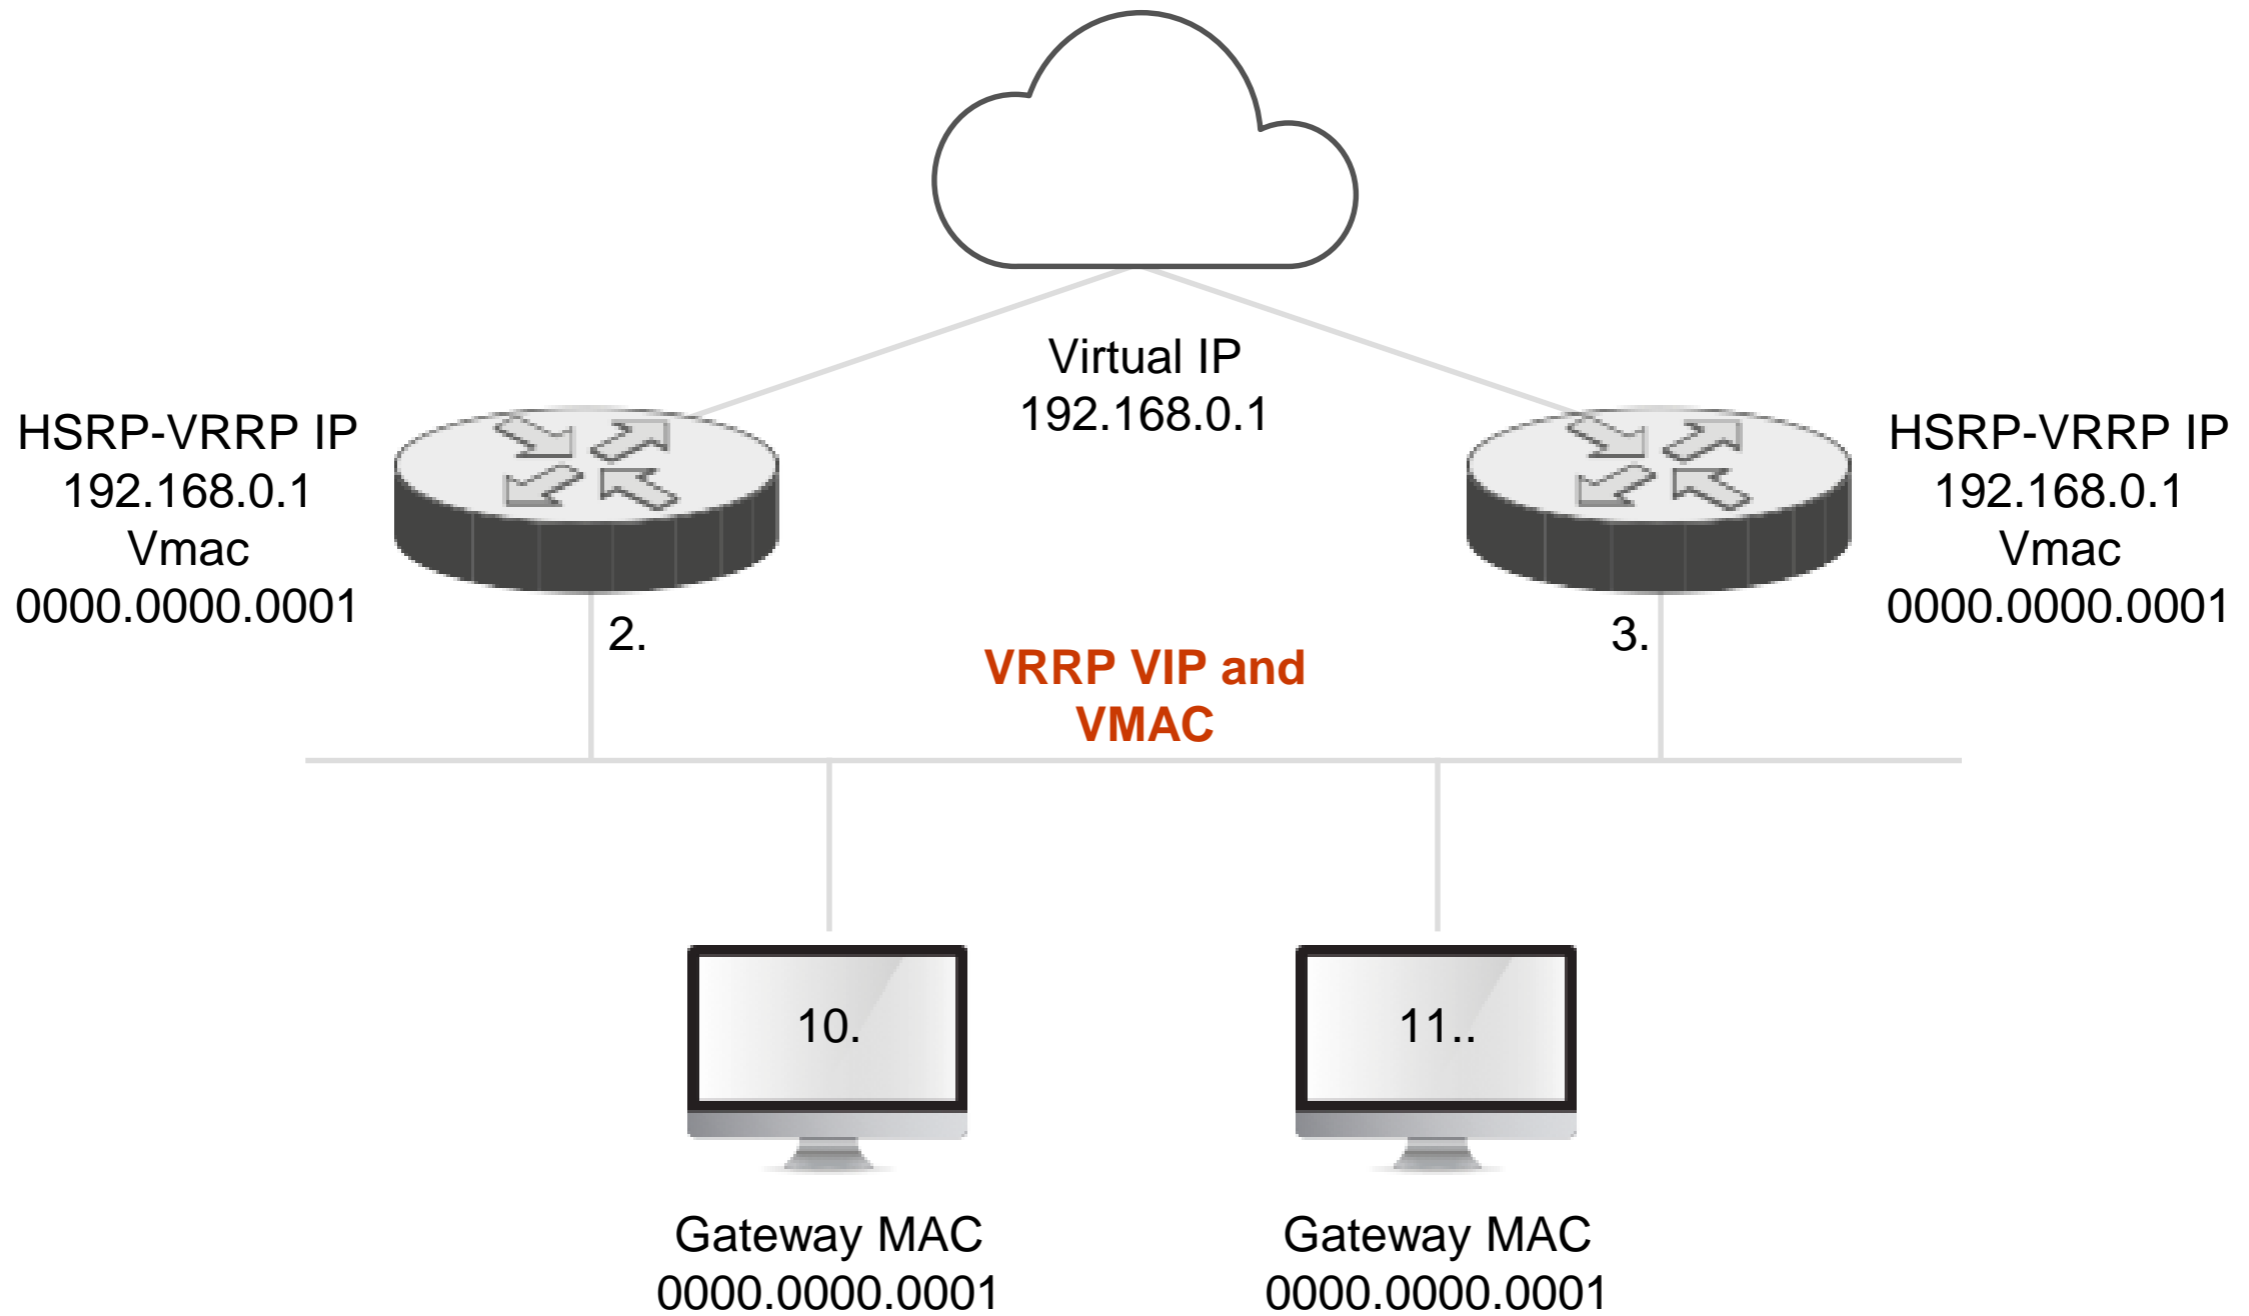 Virtual IP
192.168.0.1
HSRP-VRRP IP
192.168.0.1
Vmac
0000.0000.0001
HSRP-VRRP IP
192.168.0.1
Vmac
0000.0000.0001
2.
3.
VRRP VIP and
VMAC
10.
11..
Gateway MAC
0000.0000.0001
Gateway MAC
0000.0000.0001